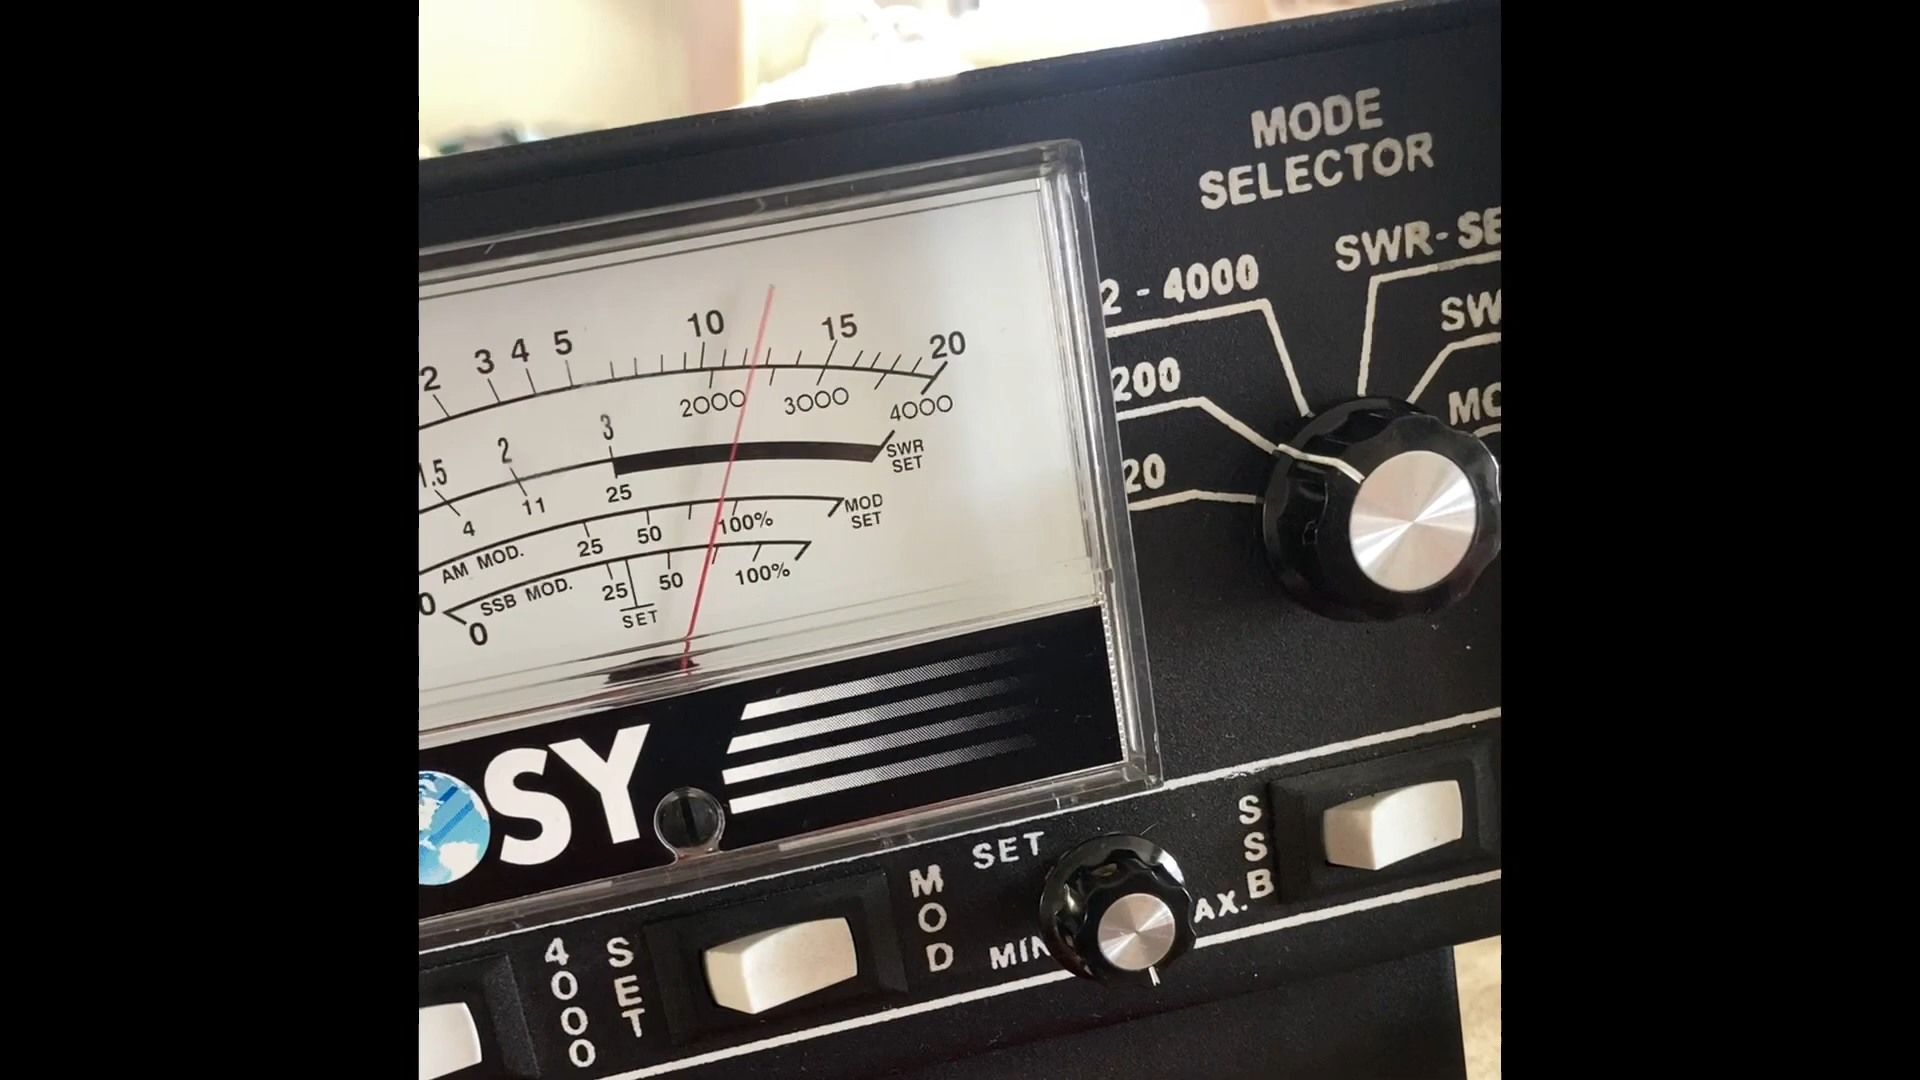 MODE
SELECTOR
SWR-SE
2 - 4000
SW
200
MO
20
2 3 4 5 10 15 20
2000 3000 4000
1.5 2 3
SWR
SET
4 11 25
AM MOD.
25 50 100%
MOD
SET
0
SSB MOD.
25 50 100%
SET
0
SY
4000
SET
MOD
SET
MIN
AX.
SSB